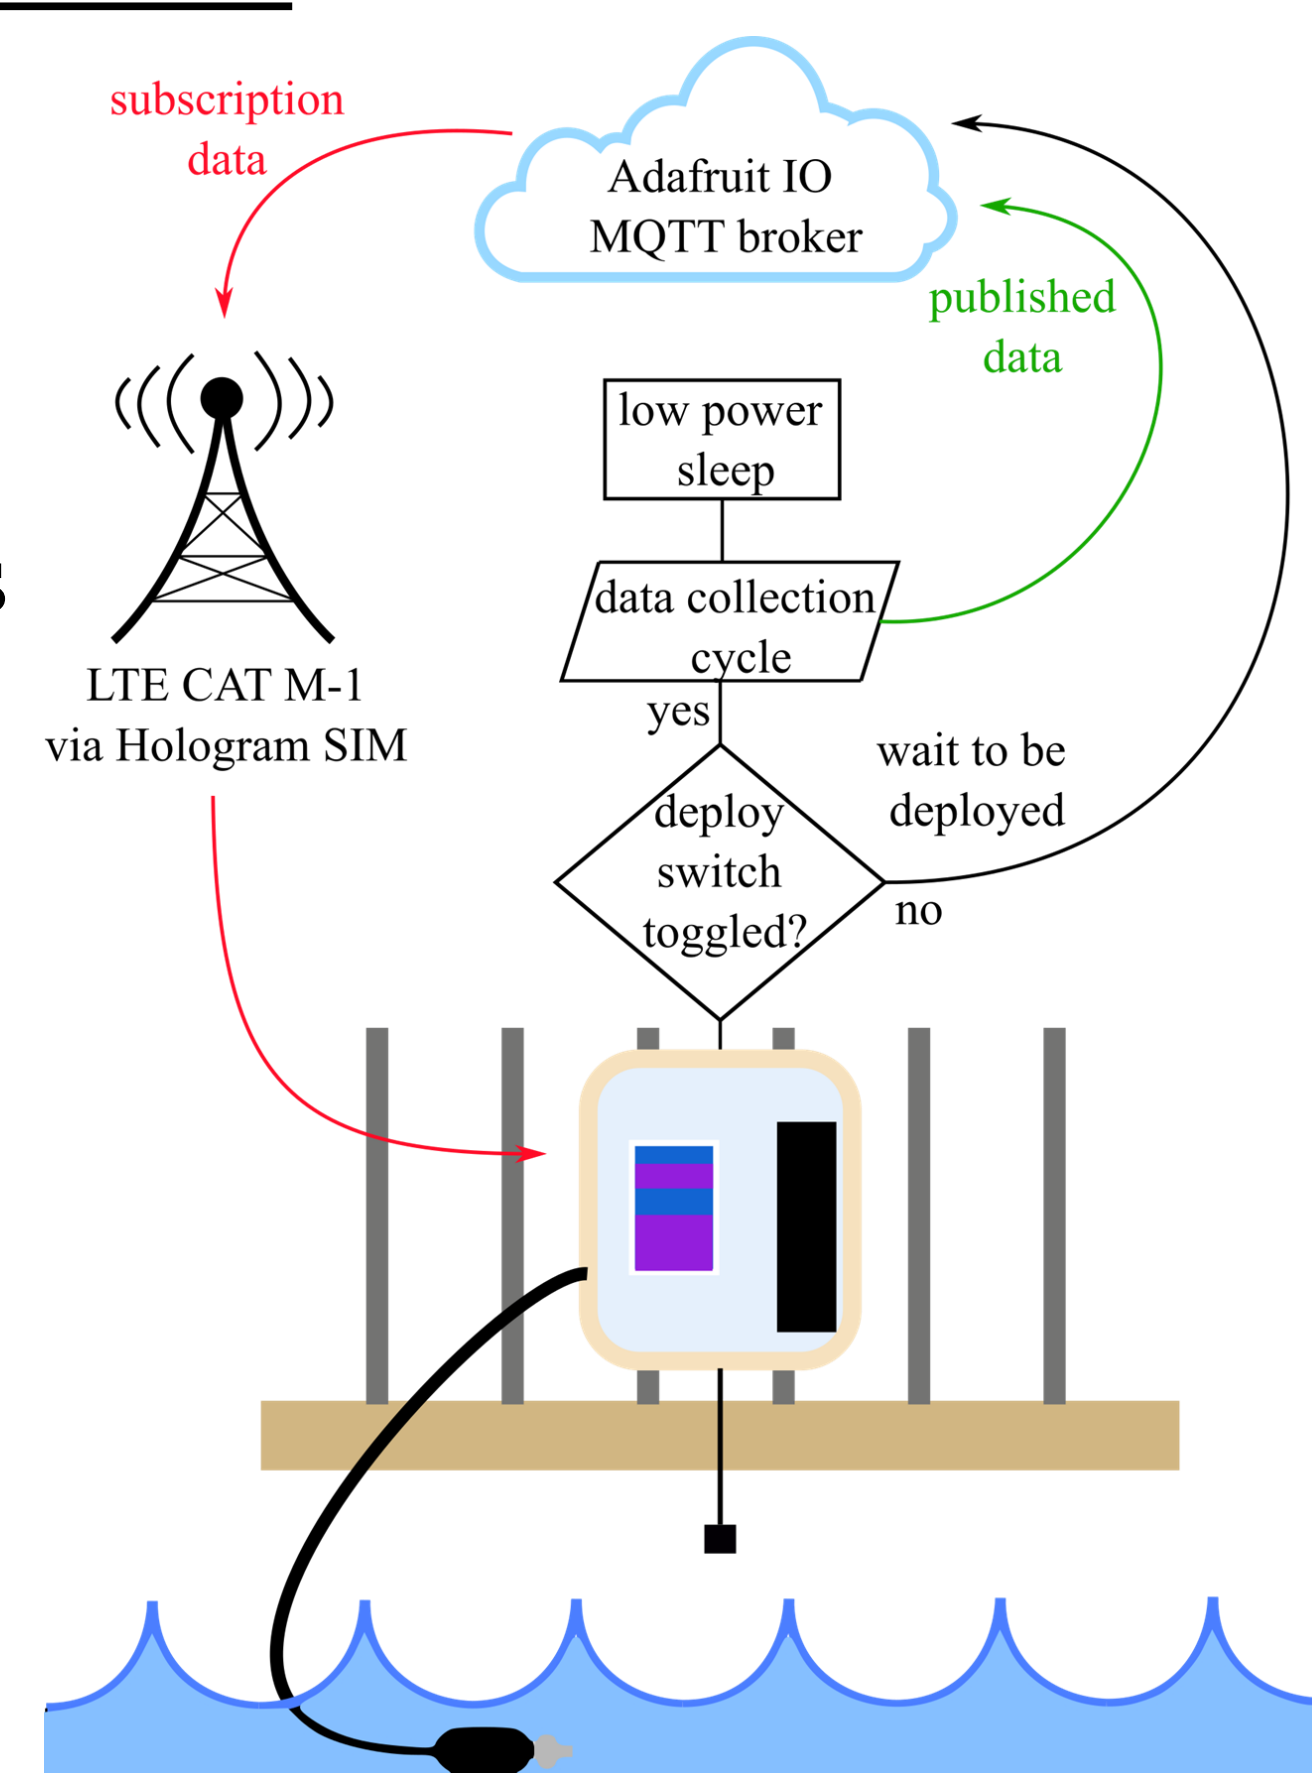 subscription
data
Adafruit IO
MQTT broker
published
data
low power
sleep
data collection
cycle
LTE CAT M-1
via Hologram SIM
yes
wait to be
deployed
deploy
switch
toggled?
no